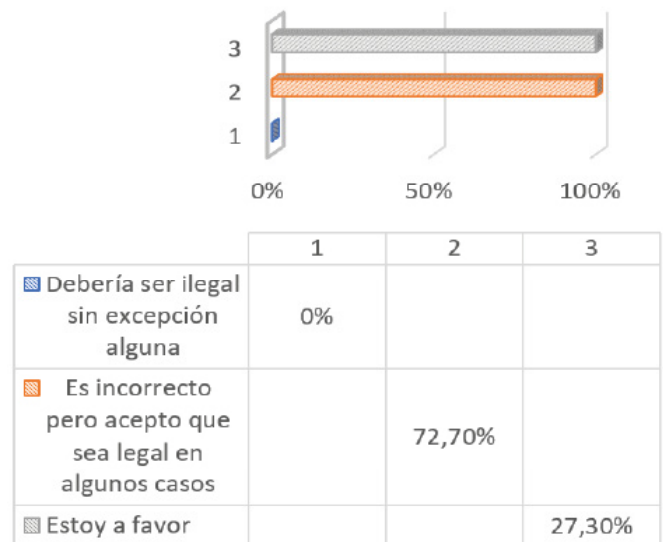 3
2
1
0% 50% 100%
1 2 3
Debería ser ilegal
sin excepción
alguna
0%
Es incorrecto
pero acepto que
sea legal en
algunos casos
72,70%
Estoy a favor
27,30%